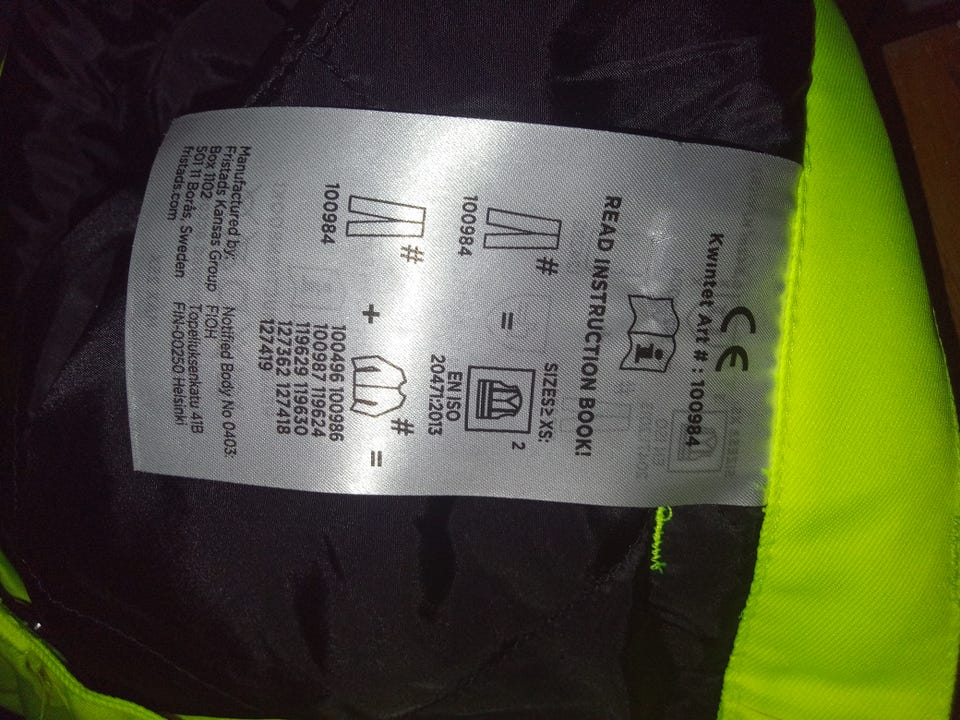 CE
Kwintet Art # : 100984
i
READ INSTRUCTION BOOK!
SIZES≥ XS:
# =
2
100984
EN ISO
20471:2013
# + # =
100984
100496 100986
100987 119624
119629 119630
127362 127418
127419
Manufactured by:
Fristads Kansas Group
Box 1102
501 11 Borås, Sweden
fristads.com
Notified Body No 0403:
FIOH
Topeliuksenkatu 41B
FIN-00250 Helsinki